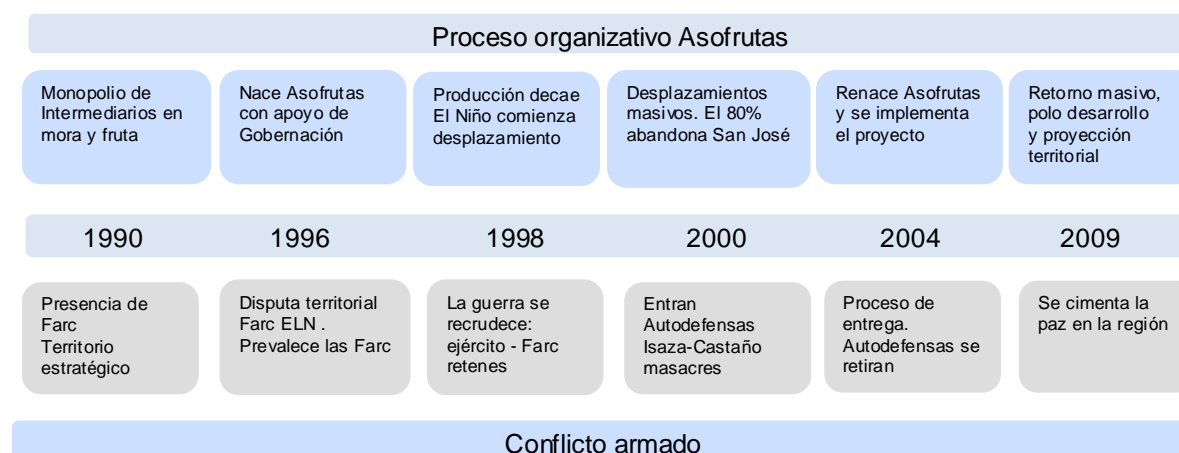 Proceso organizativo Asofrutas
Monopolio de
Intermediarios en
mora y fruta
Nace Asofrutas
con apoyo de
Gobernación
Producción decae
El Niño comienza
desplazamiento
Desplazamientos
masivos. El 80%
abandona San José
Renace Asofrutas
y se implementa
el proyecto
Retorno masivo,
polo desarrollo
y proyección
territorial
1990 1996 1998 2000 2004 2009
Presencia de
Farc
Territorio
estratégico
Disputa territorial
Farc ELN .
Prevalece las Farc
La guerra se
recrudece:
ejército - Farc
retenes
Entran
Autodefensas
Isaza-Castaño
masacres
Proceso de
entrega.
Autodefensas se
retiran
Se cimenta la
paz en la región
Conflicto armado